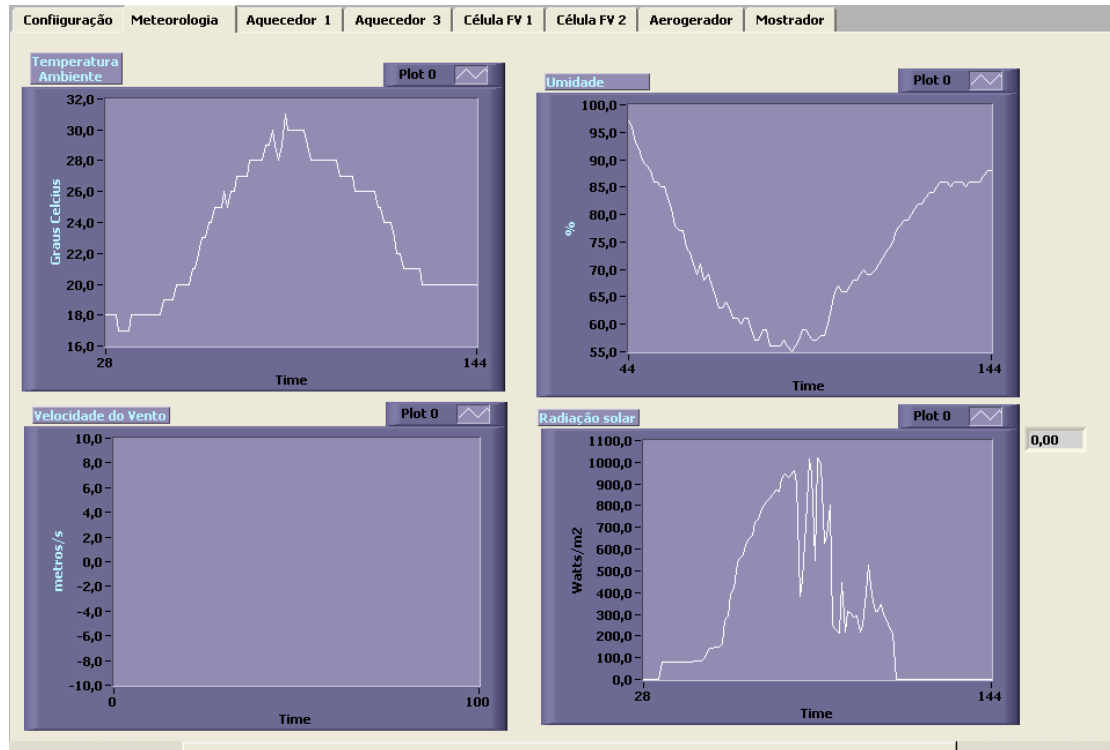 Confiiguração Meteorologia Aquecedor 1 Aquecedor 3 Célula FV 1 Célula FV 2 Aerogerador Mostrador
Temperatura
Ambiente
Plot 0
32,0
30,0
28,0
26,0
24,0
22,0
20,0
18,0
16,0
Graus Celcius
28 144
Time
Umidade
Plot 0
100,0
95,0
90,0
85,0
80,0
75,0
70,0
65,0
60,0
55,0
%
44 144
Time
Velocidade do Vento
Plot 0
10,0
8,0
6,0
4,0
2,0
0,0
-2,0
-4,0
-6,0
-8,0
-10,0
metros/s
0 100
Time
Radiação solar
Plot 0
1100,0
1000,0
900,0
800,0
700,0
600,0
500,0
400,0
300,0
200,0
100,0
0,0
Watts/m2
28 144
Time
0,00